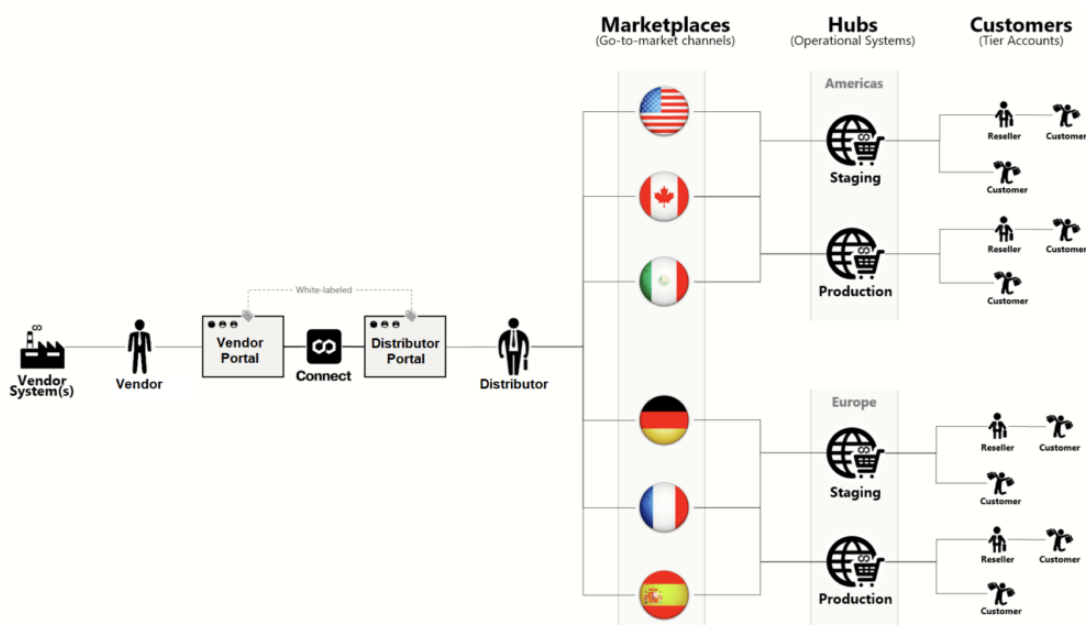 Marketplaces
(Go-to-market channels)
Hubs
(Operational Systems)
Customers
(Tier Accounts)
Americas
Staging
Reseller
Customer
Customer
Production
Reseller
Customer
Customer
White-labeled
Vendor
System(s)
Vendor
Vendor
Portal
Connect
Distributor
Portal
Distributor
Europe
Staging
Reseller
Customer
Customer
Production
Reseller
Customer
Customer